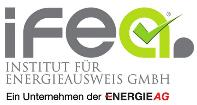 ifea.
INSTITUT FÜR
ENERGIEAUSWEIS GMBH
Ein Unternehmen der ENERGIEAG